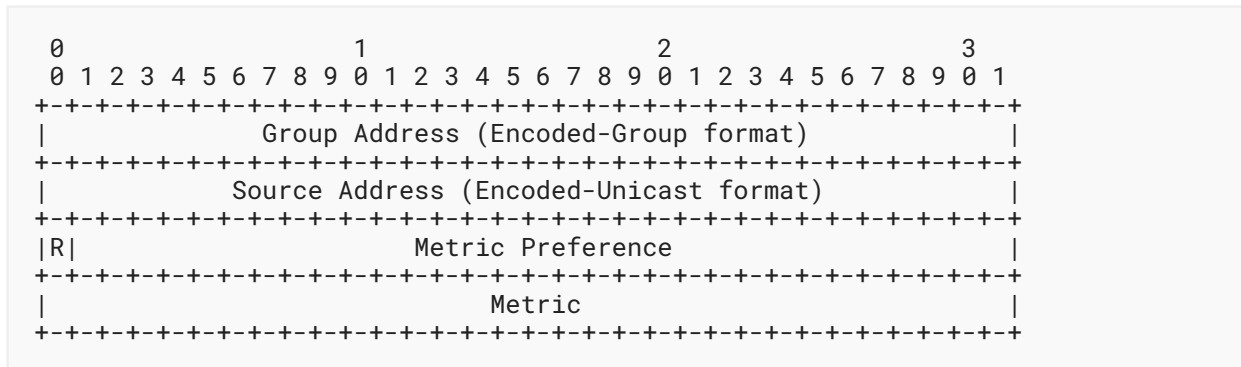 0                   1                   2                   3
 0 1 2 3 4 5 6 7 8 9 0 1 2 3 4 5 6 7 8 9 0 1 2 3 4 5 6 7 8 9 0 1
+-+-+-+-+-+-+-+-+-+-+-+-+-+-+-+-+-+-+-+-+-+-+-+-+-+-+-+-+-+-+-+-+
|              Group Address (Encoded-Group format)             |
+-+-+-+-+-+-+-+-+-+-+-+-+-+-+-+-+-+-+-+-+-+-+-+-+-+-+-+-+-+-+-+-+
|            Source Address (Encoded-Unicast format)            |
+-+-+-+-+-+-+-+-+-+-+-+-+-+-+-+-+-+-+-+-+-+-+-+-+-+-+-+-+-+-+-+-+
|R|                      Metric Preference                      |
+-+-+-+-+-+-+-+-+-+-+-+-+-+-+-+-+-+-+-+-+-+-+-+-+-+-+-+-+-+-+-+-+
|                             Metric                            |
+-+-+-+-+-+-+-+-+-+-+-+-+-+-+-+-+-+-+-+-+-+-+-+-+-+-+-+-+-+-+-+-+